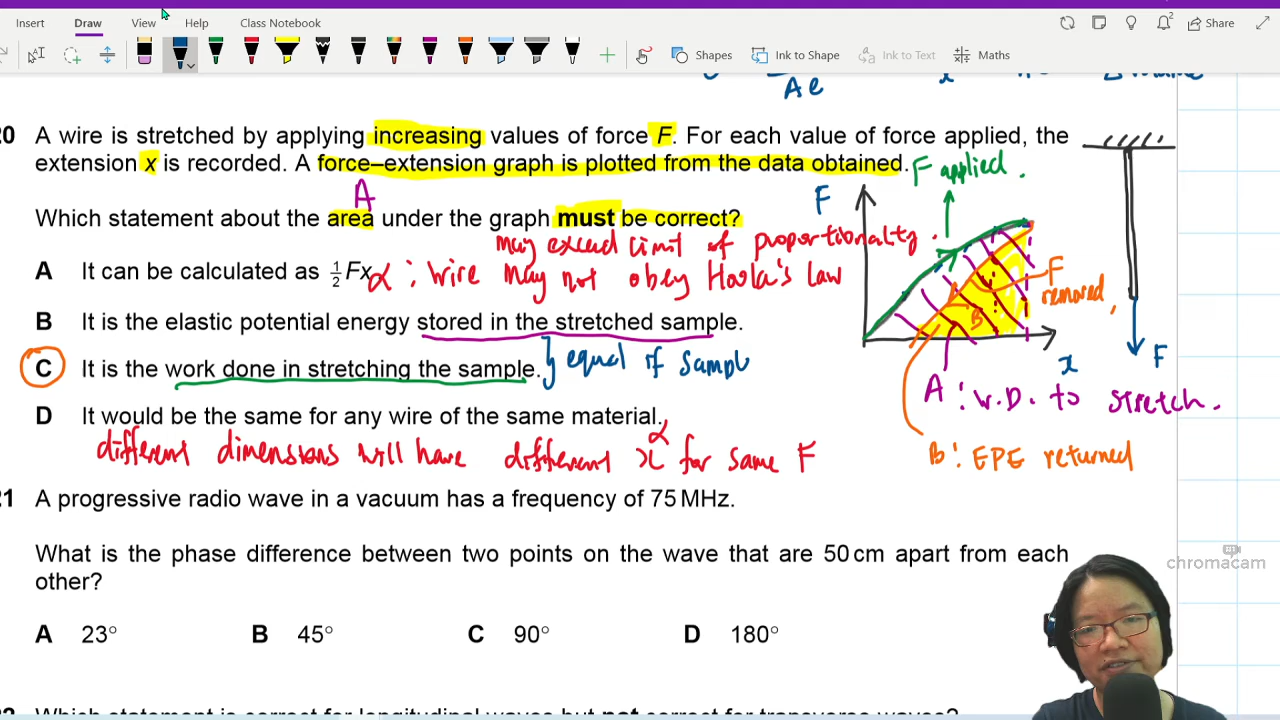 Insert Draw View Help Class Notebook Share
Shapes Ink to Shape Ink to Text Maths
A e
20 A wire is stretched by applying increasing values of force F. For each value of force applied, the
extension x is recorded. A force–extension graph is plotted from the data obtained.
F applied.
A
F
Which statement about the area under the graph must be correct?
may exceed limit of proportionality.
A It can be calculated as ½Fx
∴ wire may not obey Hooke's law
F removed,
B
B It is the elastic potential energy stored in the stretched sample.
C It is the work done in stretching the sample.
} equal if sampl
x
F
A : W.D. to stretch.
D It would be the same for any wire of the same material.
different dimensions will have different x for same F
B : EPE returned
21 A progressive radio wave in a vacuum has a frequency of 75 MHz.
What is the phase difference between two points on the wave that are 50 cm apart from each
other?
A 23° B 45° C 90° D 180°
chromacam